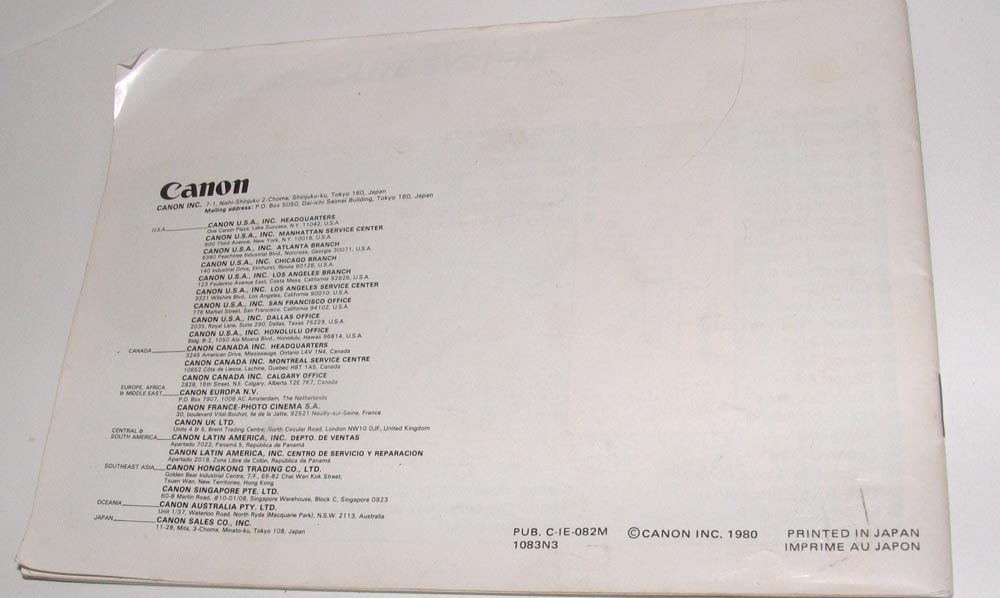 Canon
CANON INC. 7-1, Nishi-Shinjuku 2-Chome, Shinjuku-ku, Tokyo 160, Japan
Mailing address: P.O. Box 5050, Dai-ichi Seimei Building, Tokyo 160, Japan
U.S.A. CANON U.S.A., INC. HEADQUARTERS
One Canon Plaza, Lake Success, N.Y. 11042, U.S.A.
CANON U.S.A., INC. MANHATTAN SERVICE CENTER
600 Third Avenue, New York, N.Y. 10016, U.S.A.
CANON U.S.A., INC. ATLANTA BRANCH
6380 Peachtree Industrial Blvd., Norcross, Georgia 30071, U.S.A.
CANON U.S.A., INC. CHICAGO BRANCH
140 Industrial Drive, Elmhurst, Illinois 60126, U.S.A.
CANON U.S.A., INC. LOS ANGELES BRANCH
123 Paularino Avenue East, Costa Mesa, California 92626, U.S.A.
CANON U.S.A., INC. LOS ANGELES SERVICE CENTER
3321 Wilshire Blvd., Los Angeles, California 90010, U.S.A.
CANON U.S.A., INC. SAN FRANCISCO OFFICE
776 Market Street, San Francisco, California 94102, U.S.A.
CANON U.S.A., INC. DALLAS OFFICE
2035, Royal Lane, Suite 290, Dallas, Texas 75229, U.S.A.
CANON U.S.A., INC. HONOLULU OFFICE
Bldg. B-2, 1050 Ala Moana Blvd., Honolulu, Hawaii 96814, U.S.A.
CANADA CANON CANADA INC. HEADQUARTERS
3245 American Drive, Mississauga, Ontario L4V 1N4, Canada
CANON CANADA INC. MONTREAL SERVICE CENTRE
10652 Côte de Liesse, Lachine, Quebec H8T 1A5, Canada
CANON CANADA INC. CALGARY OFFICE
2828, 16th Street, N.E. Calgary, Alberta T2E 7K7, Canada
EUROPE, AFRICA
& MIDDLE EAST CANON EUROPA N.V.
P.O. Box 7907, 1008 AC Amsterdam, The Netherlands
CANON FRANCE-PHOTO CINEMA S.A.
30, boulevard Vital-Bouhot, Ile de la Jatte, 92521 Neuilly-sur-Seine, France
CANON UK LTD.
Units 4 & 6, Brent Trading Centre, North Circular Road, London NW10 OJF, United Kingdom
CENTRAL &
SOUTH AMERICA CANON LATIN AMERICA, INC. DEPTO. DE VENTAS
Apartado 7022, Panamá 5, República de Panamá
CANON LATIN AMERICA, INC. CENTRO DE SERVICIO Y REPARACION
Apartado 2019, Zona Libre de Colón, República de Panamá
SOUTHEAST ASIA CANON HONGKONG TRADING CO., LTD.
Golden Bear Industrial Centre, 7/F., 66-82 Chai Wan Kok Street,
Tsuen Wan, New Territories, Hong Kong
CANON SINGAPORE PTE. LTD.
60-B Martin Road, #10-01/08, Singapore Warehouse, Block C, Singapore 0923
OCEANIA CANON AUSTRALIA PTY. LTD.
Unit 1/37, Waterloo Road, North Ryde (Macquarie Park), N.S.W. 2113, Australia
JAPAN CANON SALES CO., INC.
11-28, Mita, 3-Chome, Minato-ku, Tokyo 108, Japan
PUB. C-IE-082M ©CANON INC. 1980 PRINTED IN JAPAN
1083N3 IMPRIME AU JAPON